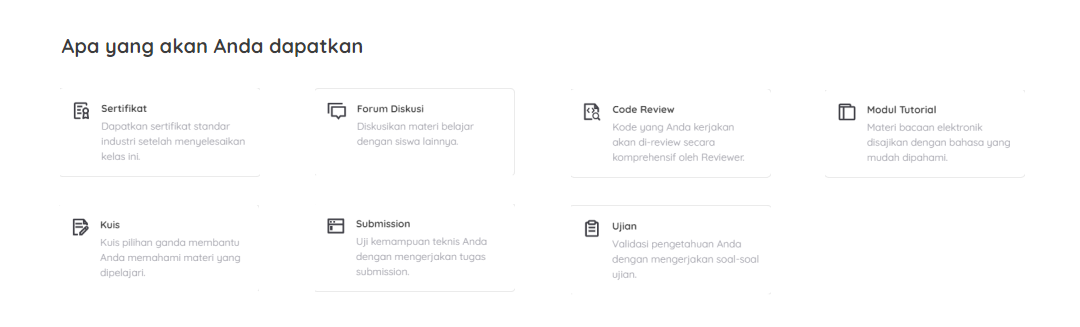 Apa yang akan Anda dapatkan
Sertifikat
Dapatkan sertifikat standar
industri setelah menyelesaikan
kelas ini.
Forum Diskusi
Diskusikan materi belajar
dengan siswa lainnya.
Code Review
Kode yang Anda kerjakan
akan di-review secara
komprehensif oleh Reviewer.
Modul Tutorial
Materi bacaan elektronik
disajikan dengan bahasa yang
mudah dipahami.
Kuis
Kuis pilihan ganda membantu
Anda memahami materi yang
dipelajari.
Submission
Uji kemampuan teknis Anda
dengan mengerjakan tugas
submission.
Ujian
Validasi pengetahuan Anda
dengan mengerjakan soal-soal
ujian.